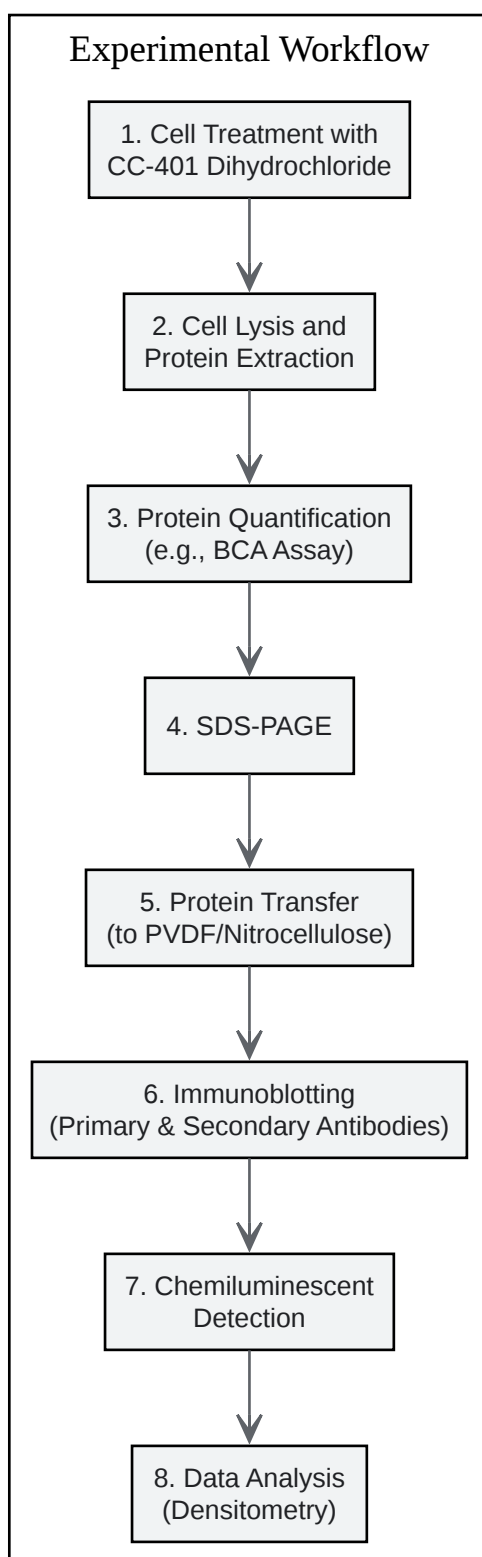 Experimental Workflow
1. Cell Treatment with
CC-401 Dihydrochloride
2. Cell Lysis and
Protein Extraction
3. Protein Quantification
(e.g., BCA Assay)
4. SDS-PAGE
5. Protein Transfer
(to PVDF/Nitrocellulose)
6. Immunoblotting
(Primary & Secondary Antibodies)
7. Chemiluminescent
Detection
8. Data Analysis
(Densitometry)